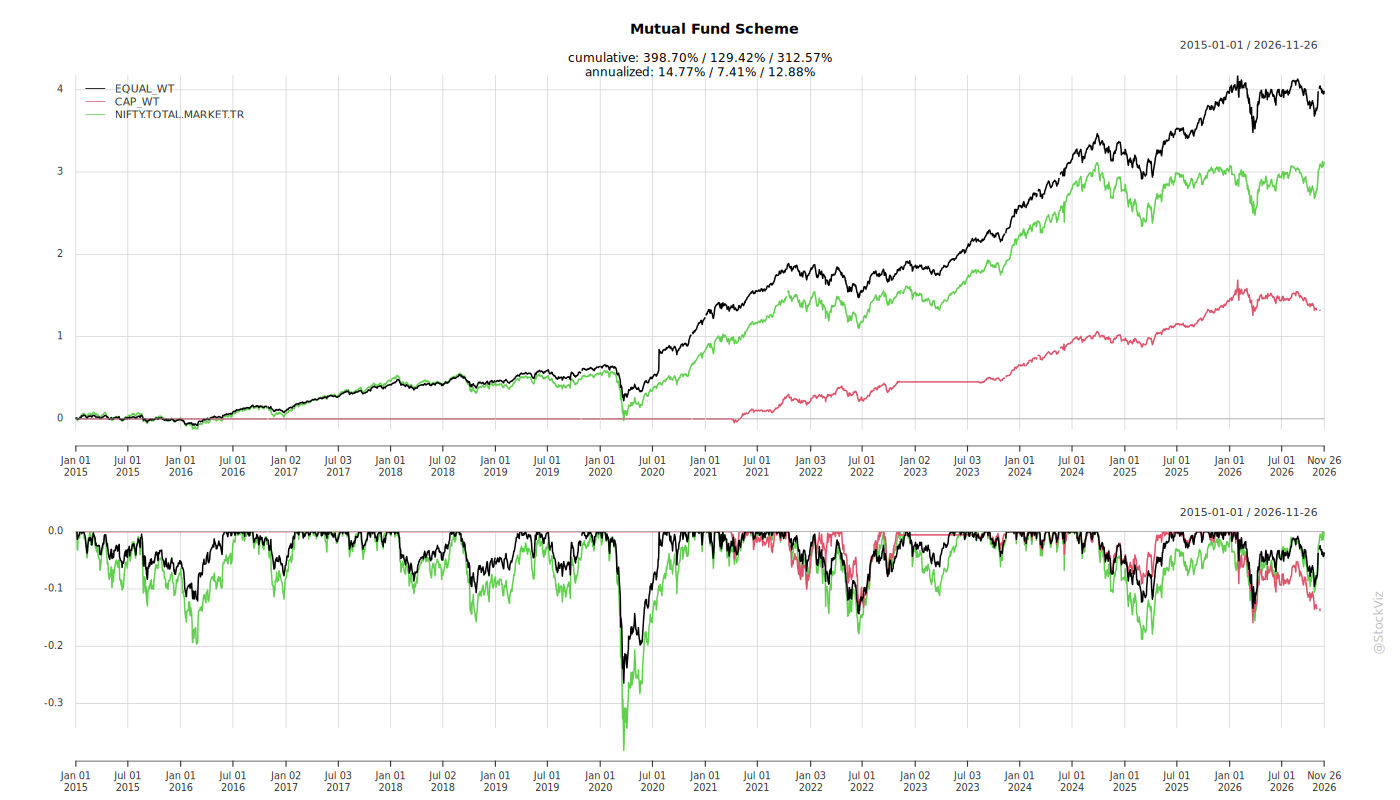 Mutual Fund Scheme
2015-01-01 / 2026-11-26
cumulative: 398.70% / 129.42% / 312.57%
annualized: 14.77% / 7.41% / 12.88%
EQUAL_WT
CAP_WT
NIFTY.TOTAL.MARKET.TR
4
3
2
1
0
Jan 01 Jul 01 Jan 01 Jul 01 Jan 02 Jul 03 Jan 01 Jul 02 Jan 01 Jul 01 Jan 01 Jul 01 Jan 01 Jul 01 Jan 03 Jul 01 Jan 02 Jul 03 Jan 01 Jul 01 Jan 01 Jul 01 Jan 01 Jul 01 Nov 26
2015 2015 2016 2016 2017 2017 2018 2018 2019 2019 2020 2020 2021 2021 2022 2022 2023 2023 2024 2024 2025 2025 2026 2026 2026
2015-01-01 / 2026-11-26
0.0
-0.1
-0.2
-0.3
Jan 01 Jul 01 Jan 01 Jul 01 Jan 02 Jul 03 Jan 01 Jul 02 Jan 01 Jul 01 Jan 01 Jul 01 Jan 01 Jul 01 Jan 03 Jul 01 Jan 02 Jul 03 Jan 01 Jul 01 Jan 01 Jul 01 Jan 01 Jul 01 Nov 26
2015 2015 2016 2016 2017 2017 2018 2018 2019 2019 2020 2020 2021 2021 2022 2022 2023 2023 2024 2024 2025 2025 2026 2026 2026
@StockViz